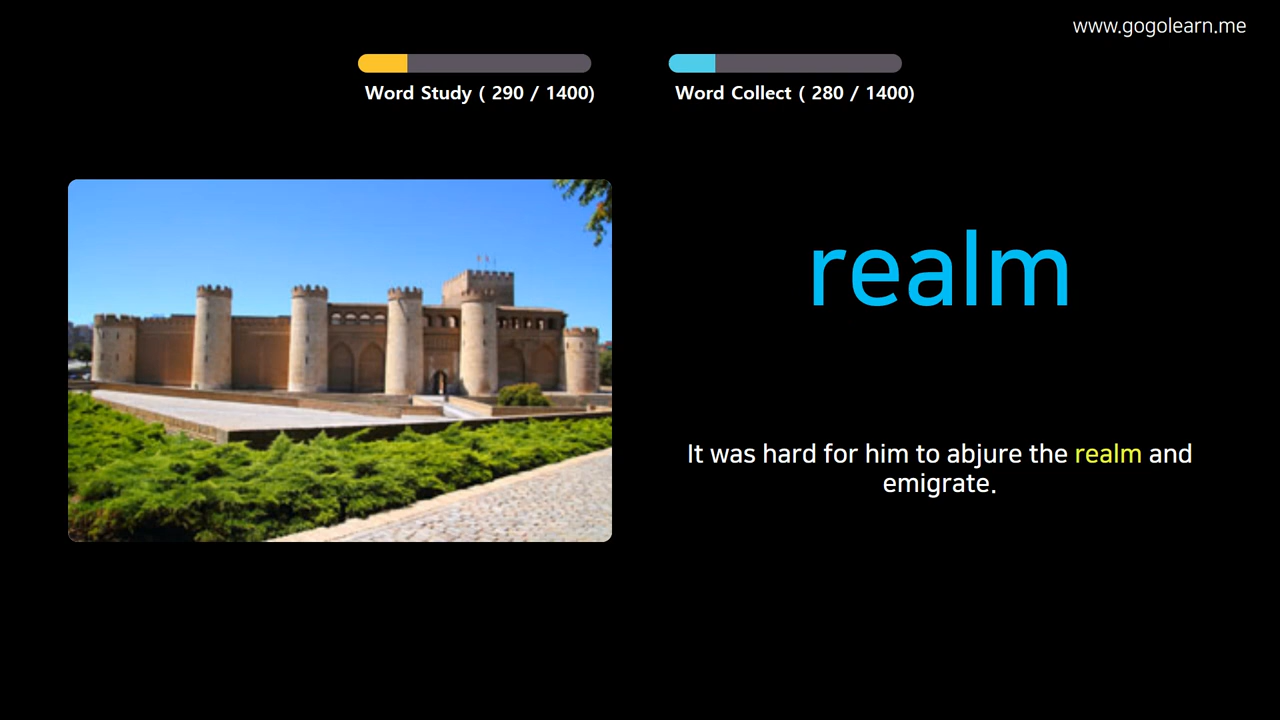 www.gogolearn.me
Word Study ( 290 / 1400)
Word Collect ( 280 / 1400)
realm
It was hard for him to abjure the realm and
emigrate.